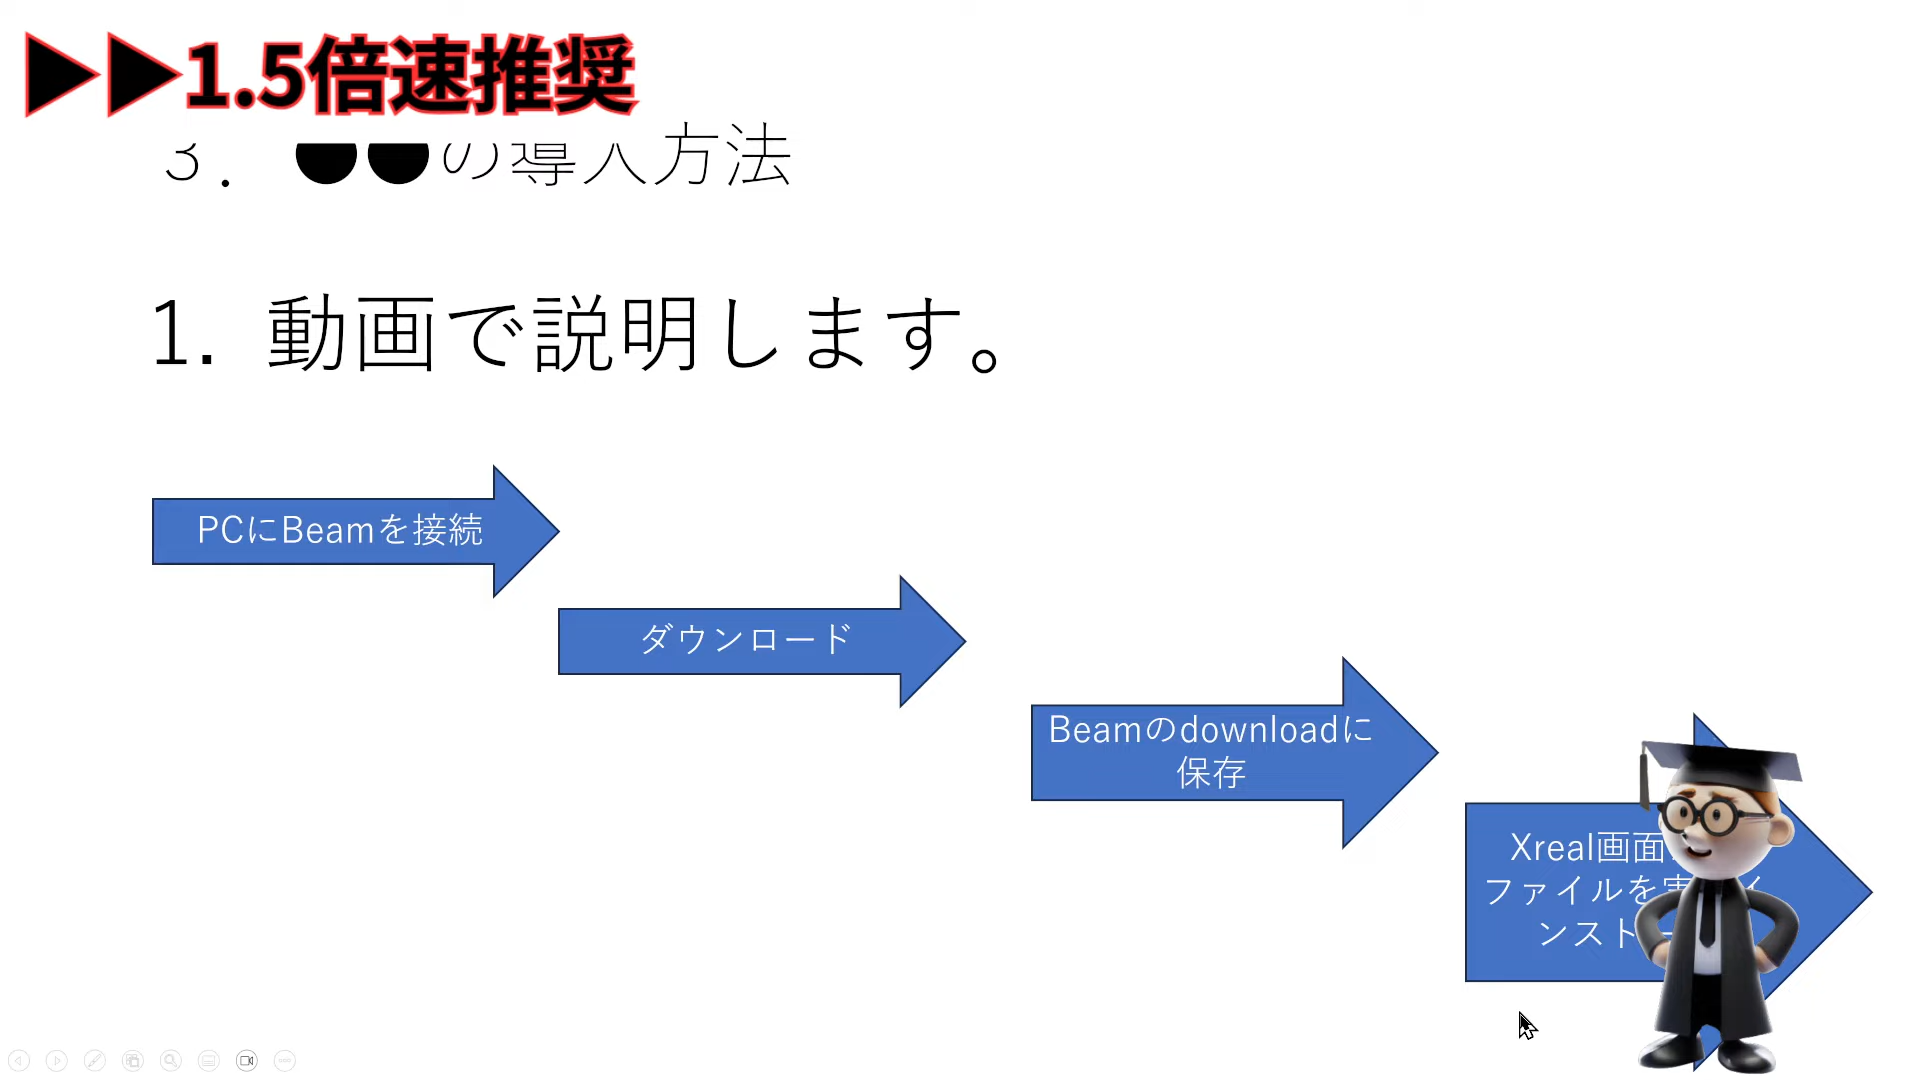 ▶▶1.5倍速推奨
3. ●●の導入方法
1. 動画で説明します。
PCにBeamを接続
ダウンロード
Beamのdownloadに
保存
Xreal画面
ファイルを
ンスト